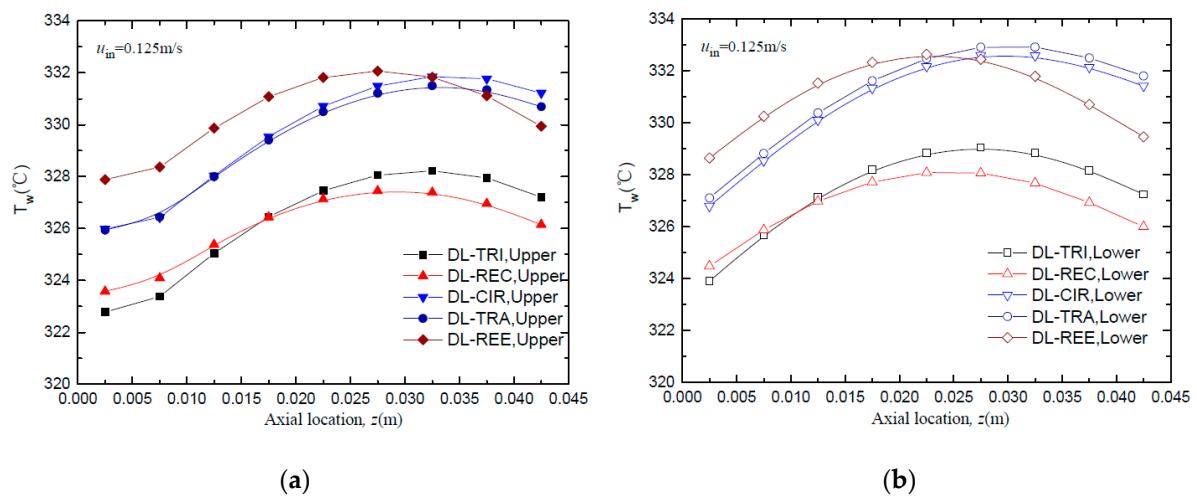 334
332
330
328
326
324
322
320
T_w(℃)
u_in=0.125m/s
DL-TRI,Upper
DL-REC,Upper
DL-CIR,Upper
DL-TRA,Upper
DL-REE,Upper
0.000 0.005 0.010 0.015 0.020 0.025 0.030 0.035 0.040 0.045
Axial location, z(m)
(a)
334
332
330
328
326
324
322
320
T_w(℃)
u_in=0.125m/s
DL-TRI,Lower
DL-REC,Lower
DL-CIR,Lower
DL-TRA,Lower
DL-REE,Lower
0.000 0.005 0.010 0.015 0.020 0.025 0.030 0.035 0.040 0.045
Axial location, z(m)
(b)